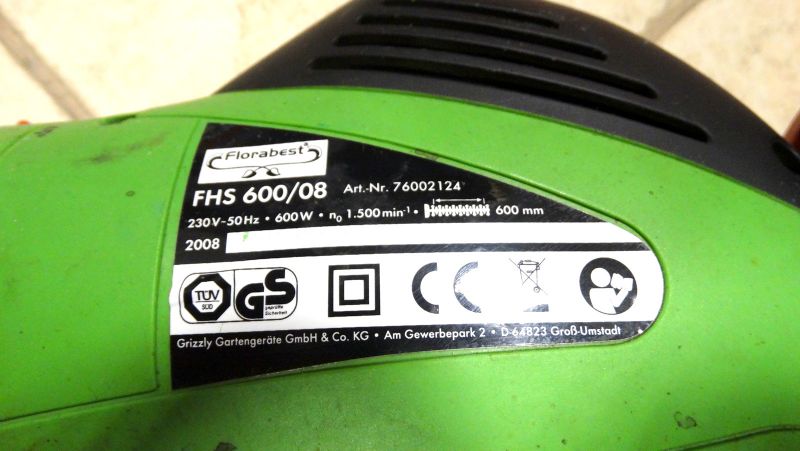 Florabest
FHS 600/08 Art.-Nr. 76002124
230V~50Hz • 600W • n₀ 1.500 min⁻¹ • 600 mm
2008
TÜV
SÜD
GS
geprüfte
Sicherheit
CE
Grizzly Gartengeräte GmbH & Co. KG • Am Gewerbepark 2 • D-64823 Groß-Umstadt